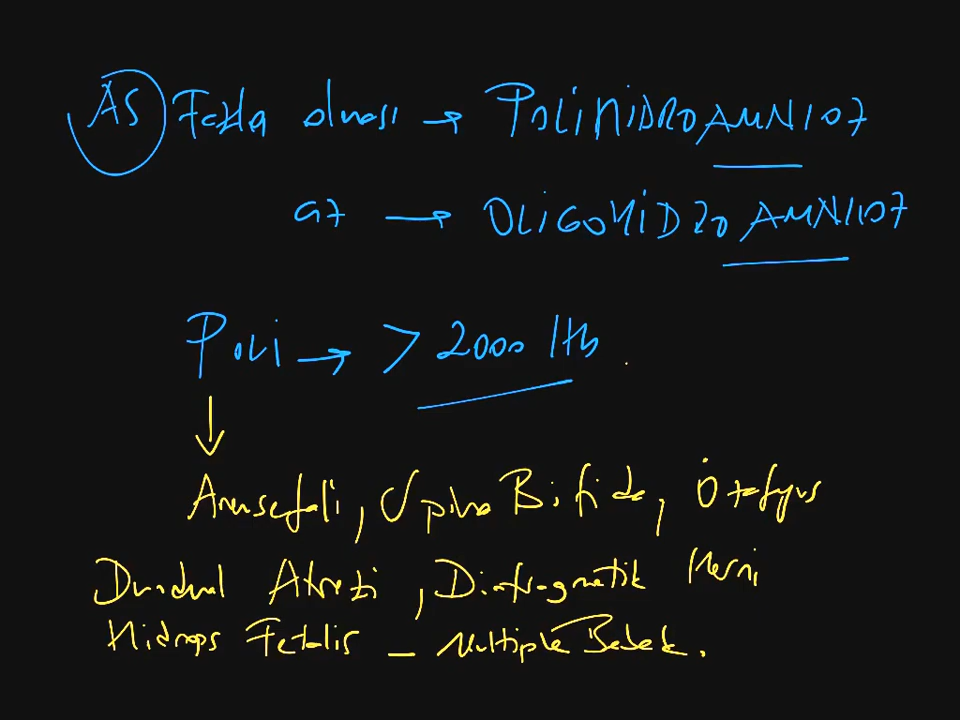 AS Fazla olması → POLİHİDROAMNİOZ
az → OLİGOHİDROAMNİOZ
Poli → > 2000
Anensefali, Spina Bifida, Özofagus
Duodenal Atrezi, Diafragmatik Herni
Hidrops Fetalis – Multiple Bebek.